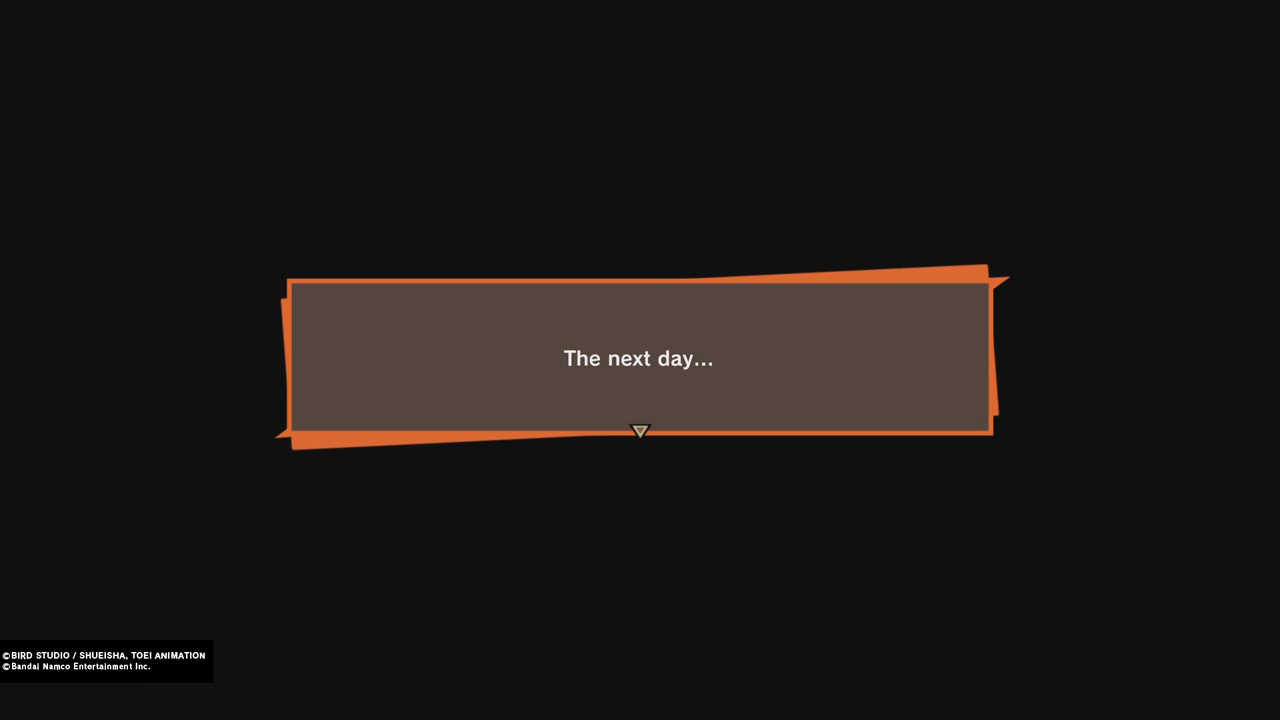 The next day...
©BIRD STUDIO / SHUEISHA, TOEI ANIMATION
©Bandai Namco Entertainment Inc.